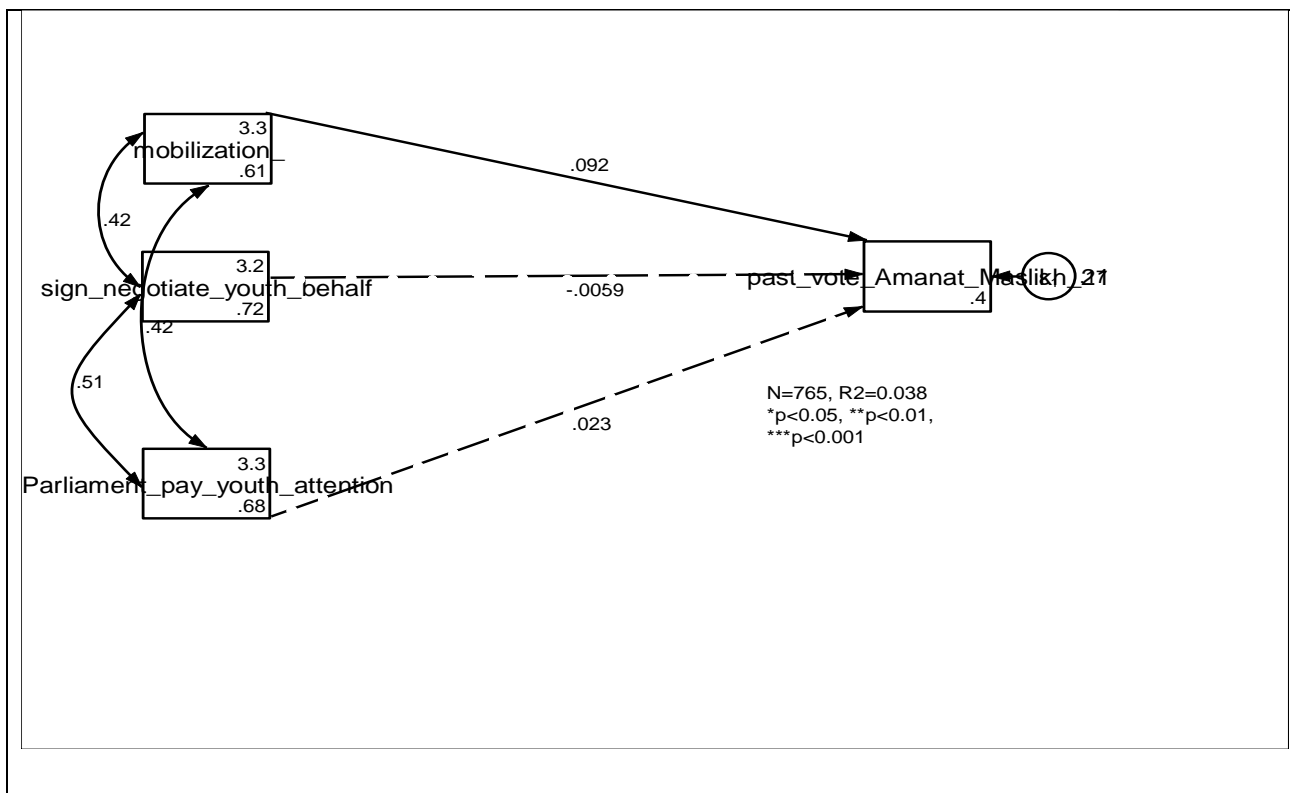 3.3
mobilization_
.61
.092
.42
3.2
sign_negotiate_youth_behalf
.72
-.0059
past_vote_Amanat_Maslikh_21
.4
.42
.51
N=765, R2=0.038
*p<0.05, **p<0.01,
***p<0.001
.023
3.3
Parliament_pay_youth_attention
.68